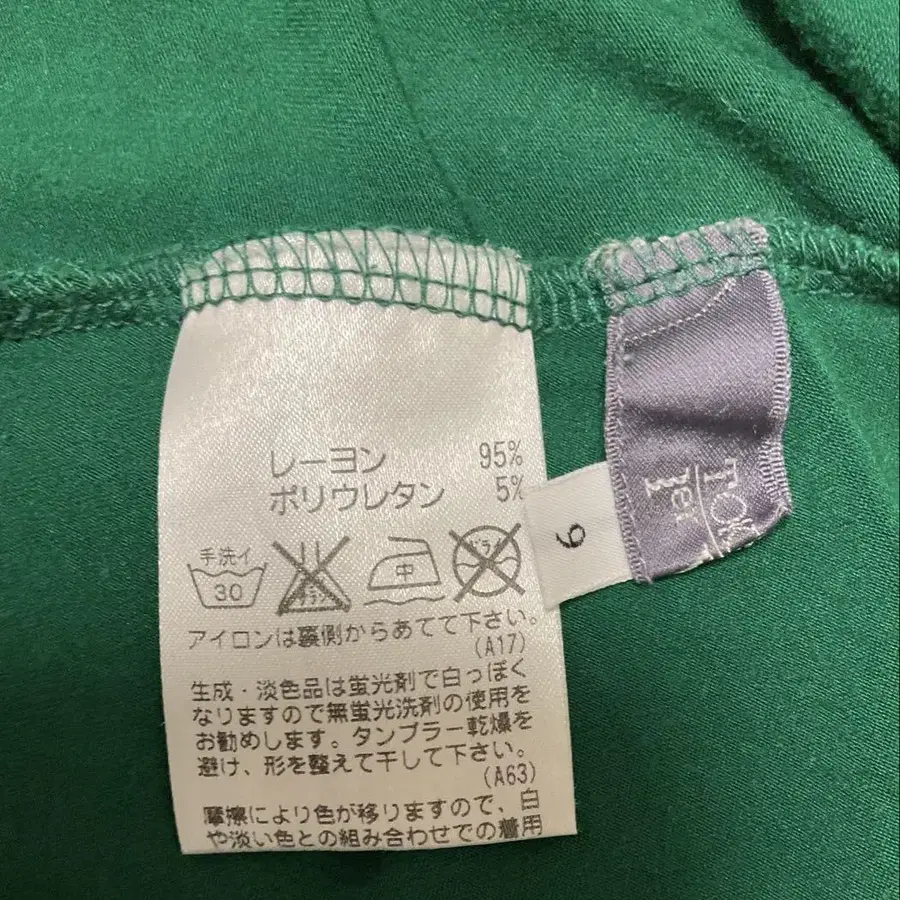 レーヨン 95%
ポリウレタン 5%
手洗イ
30
中
ドライ
アイロンは裏側からあてて下さい。
(A17)
生成・淡色品は蛍光剤で白っぽく
なりますので無蛍光洗剤の使用を
お勧めします。タンブラー乾燥を
避け、形を整えて干して下さい。
(A63)
摩擦により色が移りますので、白
や淡い色との組み合わせでの着用
9
TOK
1er